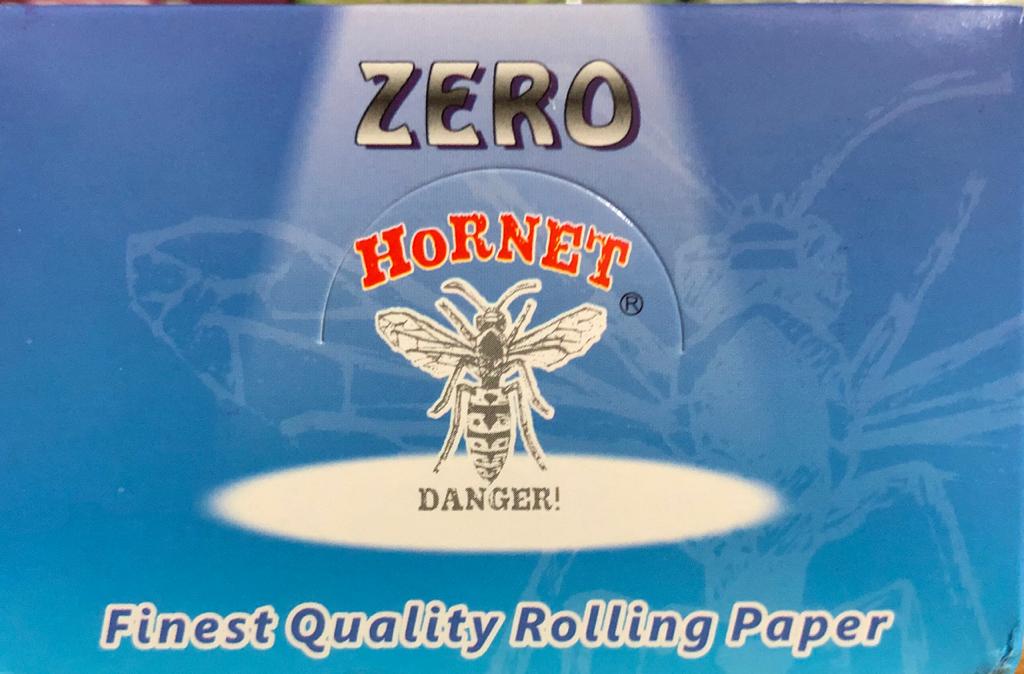 ZERO
HORNET
®
DANGER!
Finest Quality Rolling Paper